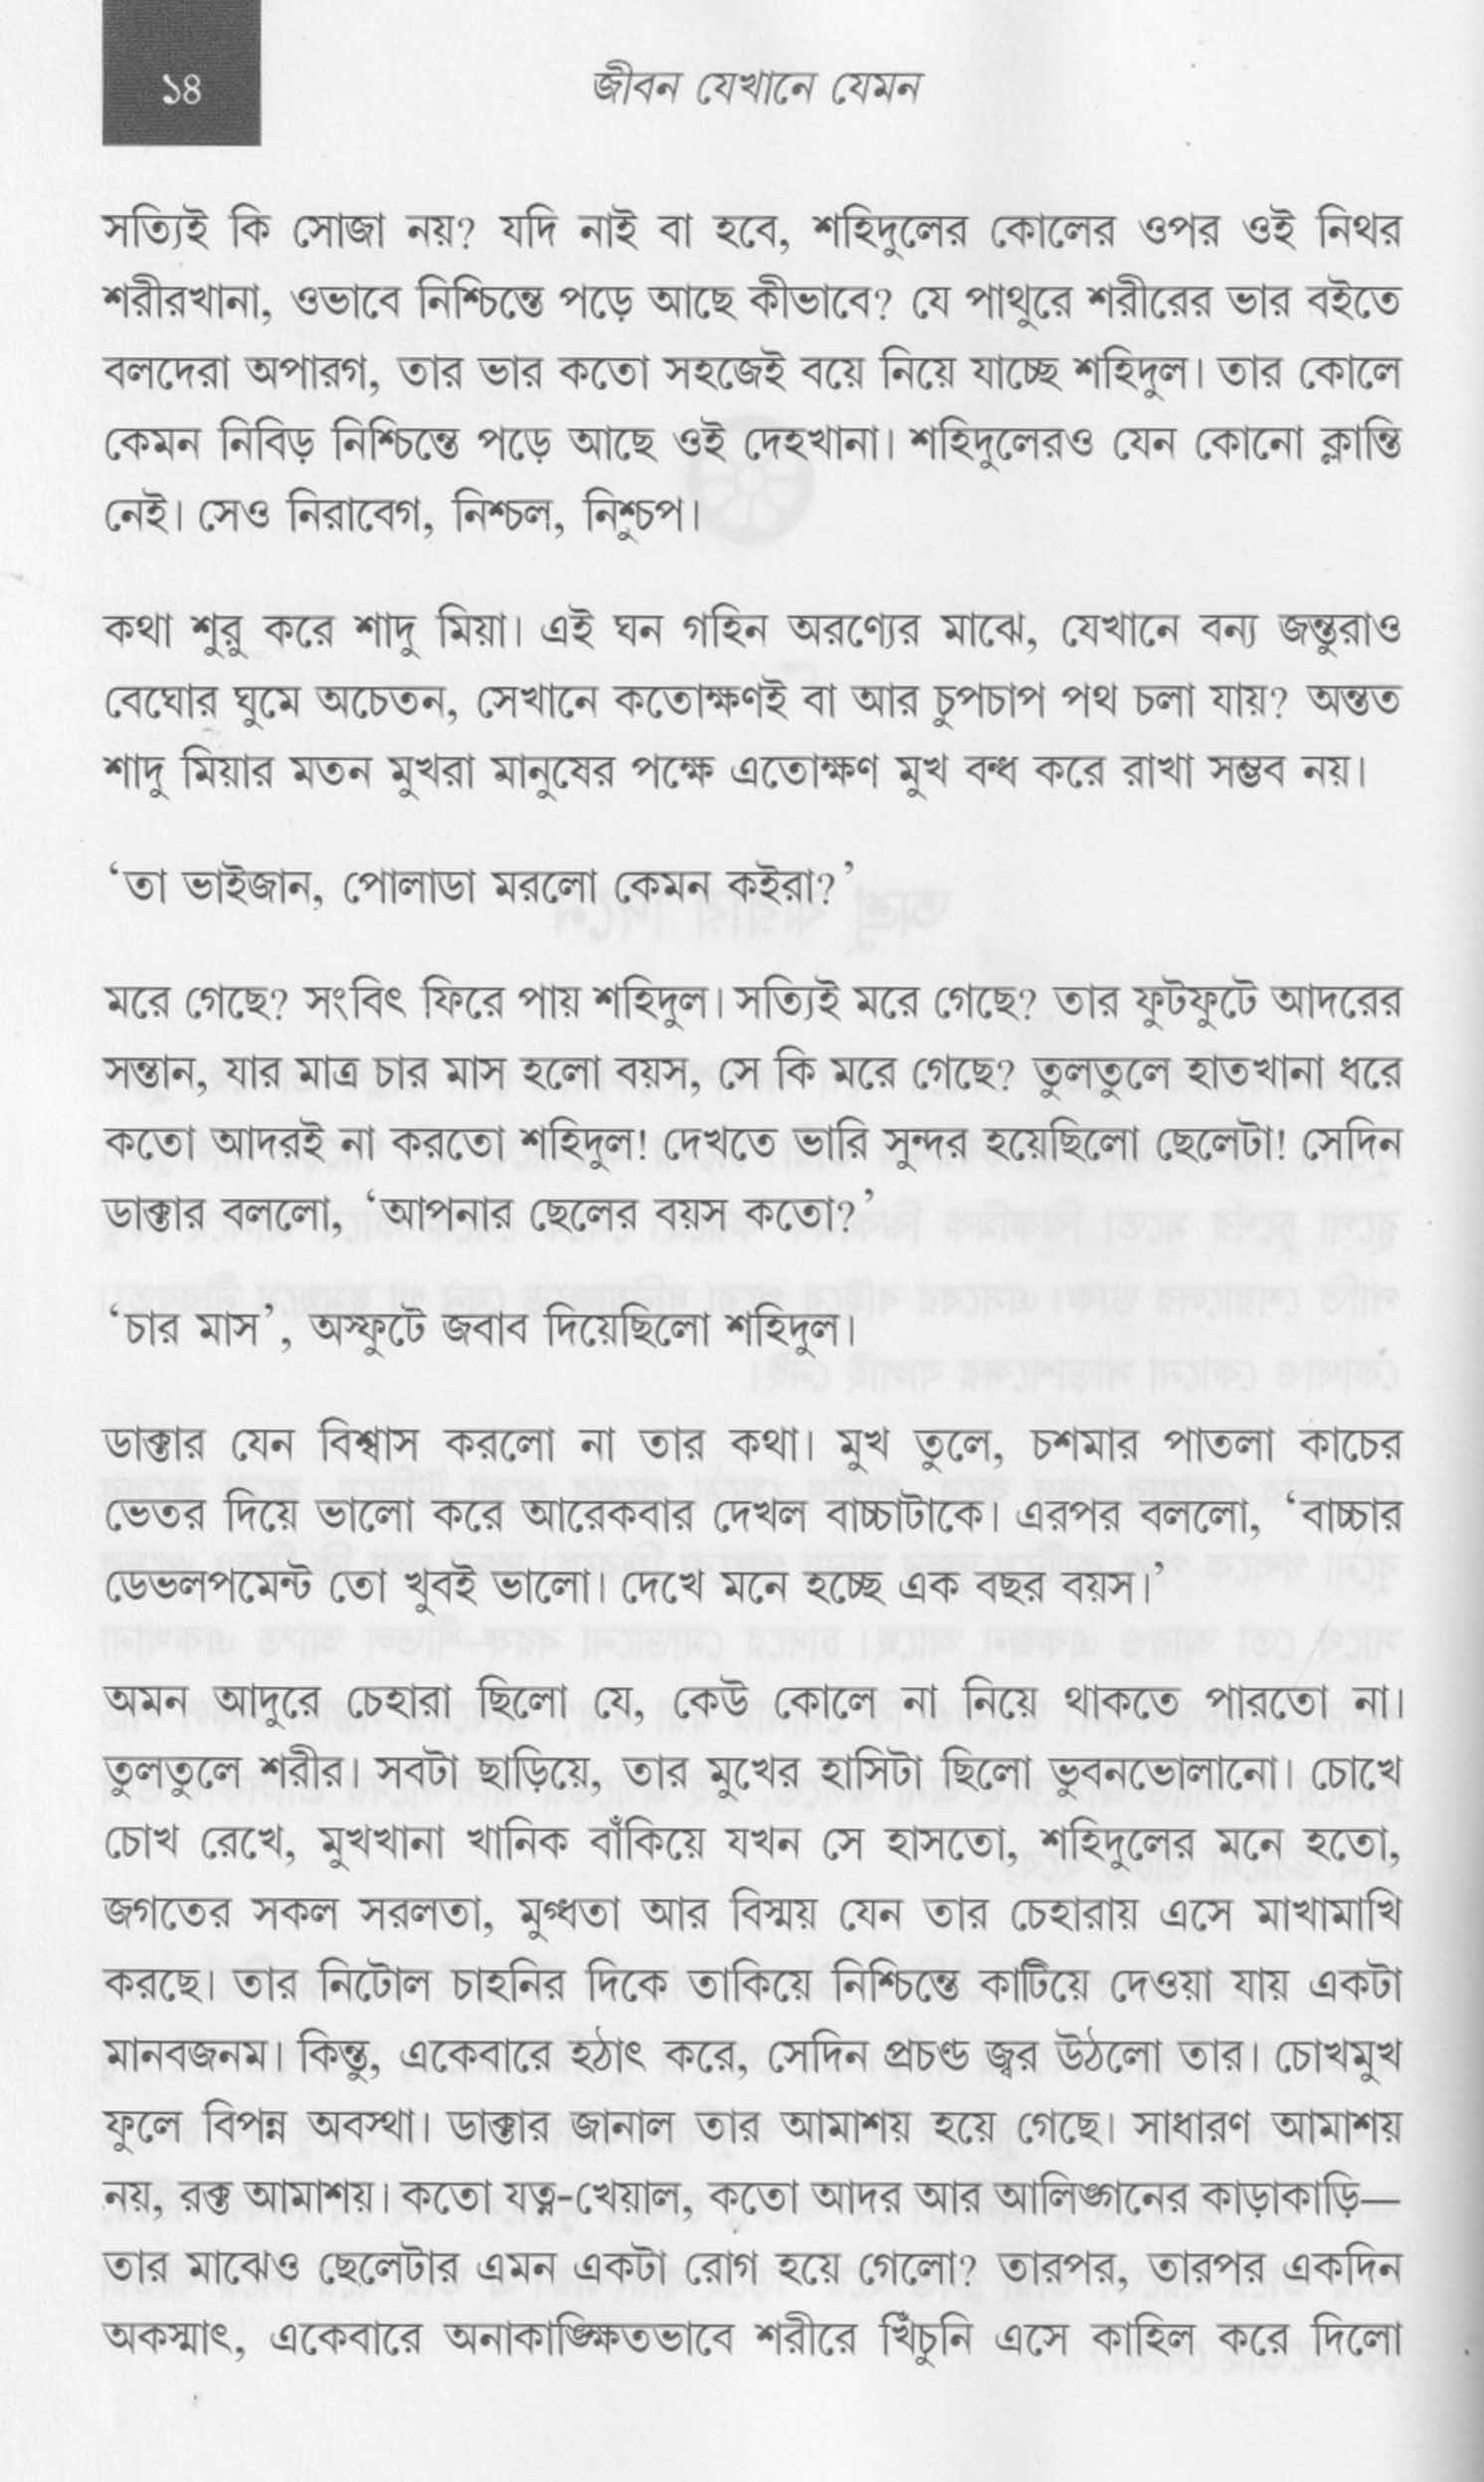 ১৪
জীবন যেখানে যেমন
সত্যিই কি সোজা নয়? যদি নাই বা হবে, শহিদুলের কোলের ওপর ওই নিথর
শরীরখানা, ওভাবে নিশ্চিন্তে পড়ে আছে কীভাবে? যে পাথুরে শরীরের ভার বইতে
বলদেরা অপারগ, তার ভার কতো সহজেই বয়ে নিয়ে যাচ্ছে শহিদুল। তার কোলে
কেমন নিবিড় নিশ্চিন্তে পড়ে আছে ওই দেহখানা। শহিদুলেরও যেন কোনো ক্লান্তি
নেই। সেও নিরাবেগ, নিশ্চল, নিশ্চুপ।
কথা শুরু করে শাদু মিয়া। এই ঘন গহিন অরণ্যের মাঝে, যেখানে বন্য জন্তুরাও
বেঘোর ঘুমে অচেতন, সেখানে কতোক্ষণই বা আর চুপচাপ পথ চলা যায়? অন্তত
শাদু মিয়ার মতন মুখরা মানুষের পক্ষে এতোক্ষণ মুখ বন্ধ করে রাখা সম্ভব নয়।
‘তা ভাইজান, পোলাডা মরলো কেমন কইরা?’
মরে গেছে? সংবিৎ ফিরে পায় শহিদুল। সত্যিই মরে গেছে? তার ফুটফুটে আদরের
সন্তান, যার মাত্র চার মাস হলো বয়স, সে কি মরে গেছে? তুলতুলে হাতখানা ধরে
কতো আদরই না করতো শহিদুল! দেখতে ভারি সুন্দর হয়েছিলো ছেলেটা! সেদিন
ডাক্তার বললো, ‘আপনার ছেলের বয়স কতো?’
‘চার মাস’, অস্ফুটে জবাব দিয়েছিলো শহিদুল।
ডাক্তার যেন বিশ্বাস করলো না তার কথা। মুখ তুলে, চশমার পাতলা কাচের
ভেতর দিয়ে ভালো করে আরেকবার দেখল বাচ্চাটাকে। এরপর বললো, ‘বাচ্চার
ডেভলপমেন্ট তো খুবই ভালো। দেখে মনে হচ্ছে এক বছর বয়স।’
অমন আদুরে চেহারা ছিলো যে, কেউ কোলে না নিয়ে থাকতে পারতো না।
তুলতুলে শরীর। সবটা ছাড়িয়ে, তার মুখের হাসিটা ছিলো ভুবনভোলানো। চোখে
চোখ রেখে, মুখখানা খানিক বাঁকিয়ে যখন সে হাসতো, শহিদুলের মনে হতো,
জগতের সকল সরলতা, মুগ্ধতা আর বিস্ময় যেন তার চেহারায় এসে মাখামাখি
করছে। তার নিটোল চাহনির দিকে তাকিয়ে নিশ্চিন্তে কাটিয়ে দেওয়া যায় একটা
মানবজনম। কিন্তু, একেবারে হঠাৎ করে, সেদিন প্রচণ্ড জ্বর উঠলো তার। চোখমুখ
ফুলে বিপন্ন অবস্থা। ডাক্তার জানাল তার আমাশয় হয়ে গেছে। সাধারণ আমাশয়
নয়, রক্ত আমাশয়। কতো যত্ন-খেয়াল, কতো আদর আর আলিঙ্গনের কাড়াকাড়ি—
তার মাঝেও ছেলেটার এমন একটা রোগ হয়ে গেলো? তারপর, তারপর একদিন
অকস্মাৎ, একেবারে অনাকাঙ্ক্ষিতভাবে শরীরে খিঁচুনি এসে কাহিল করে দিলো